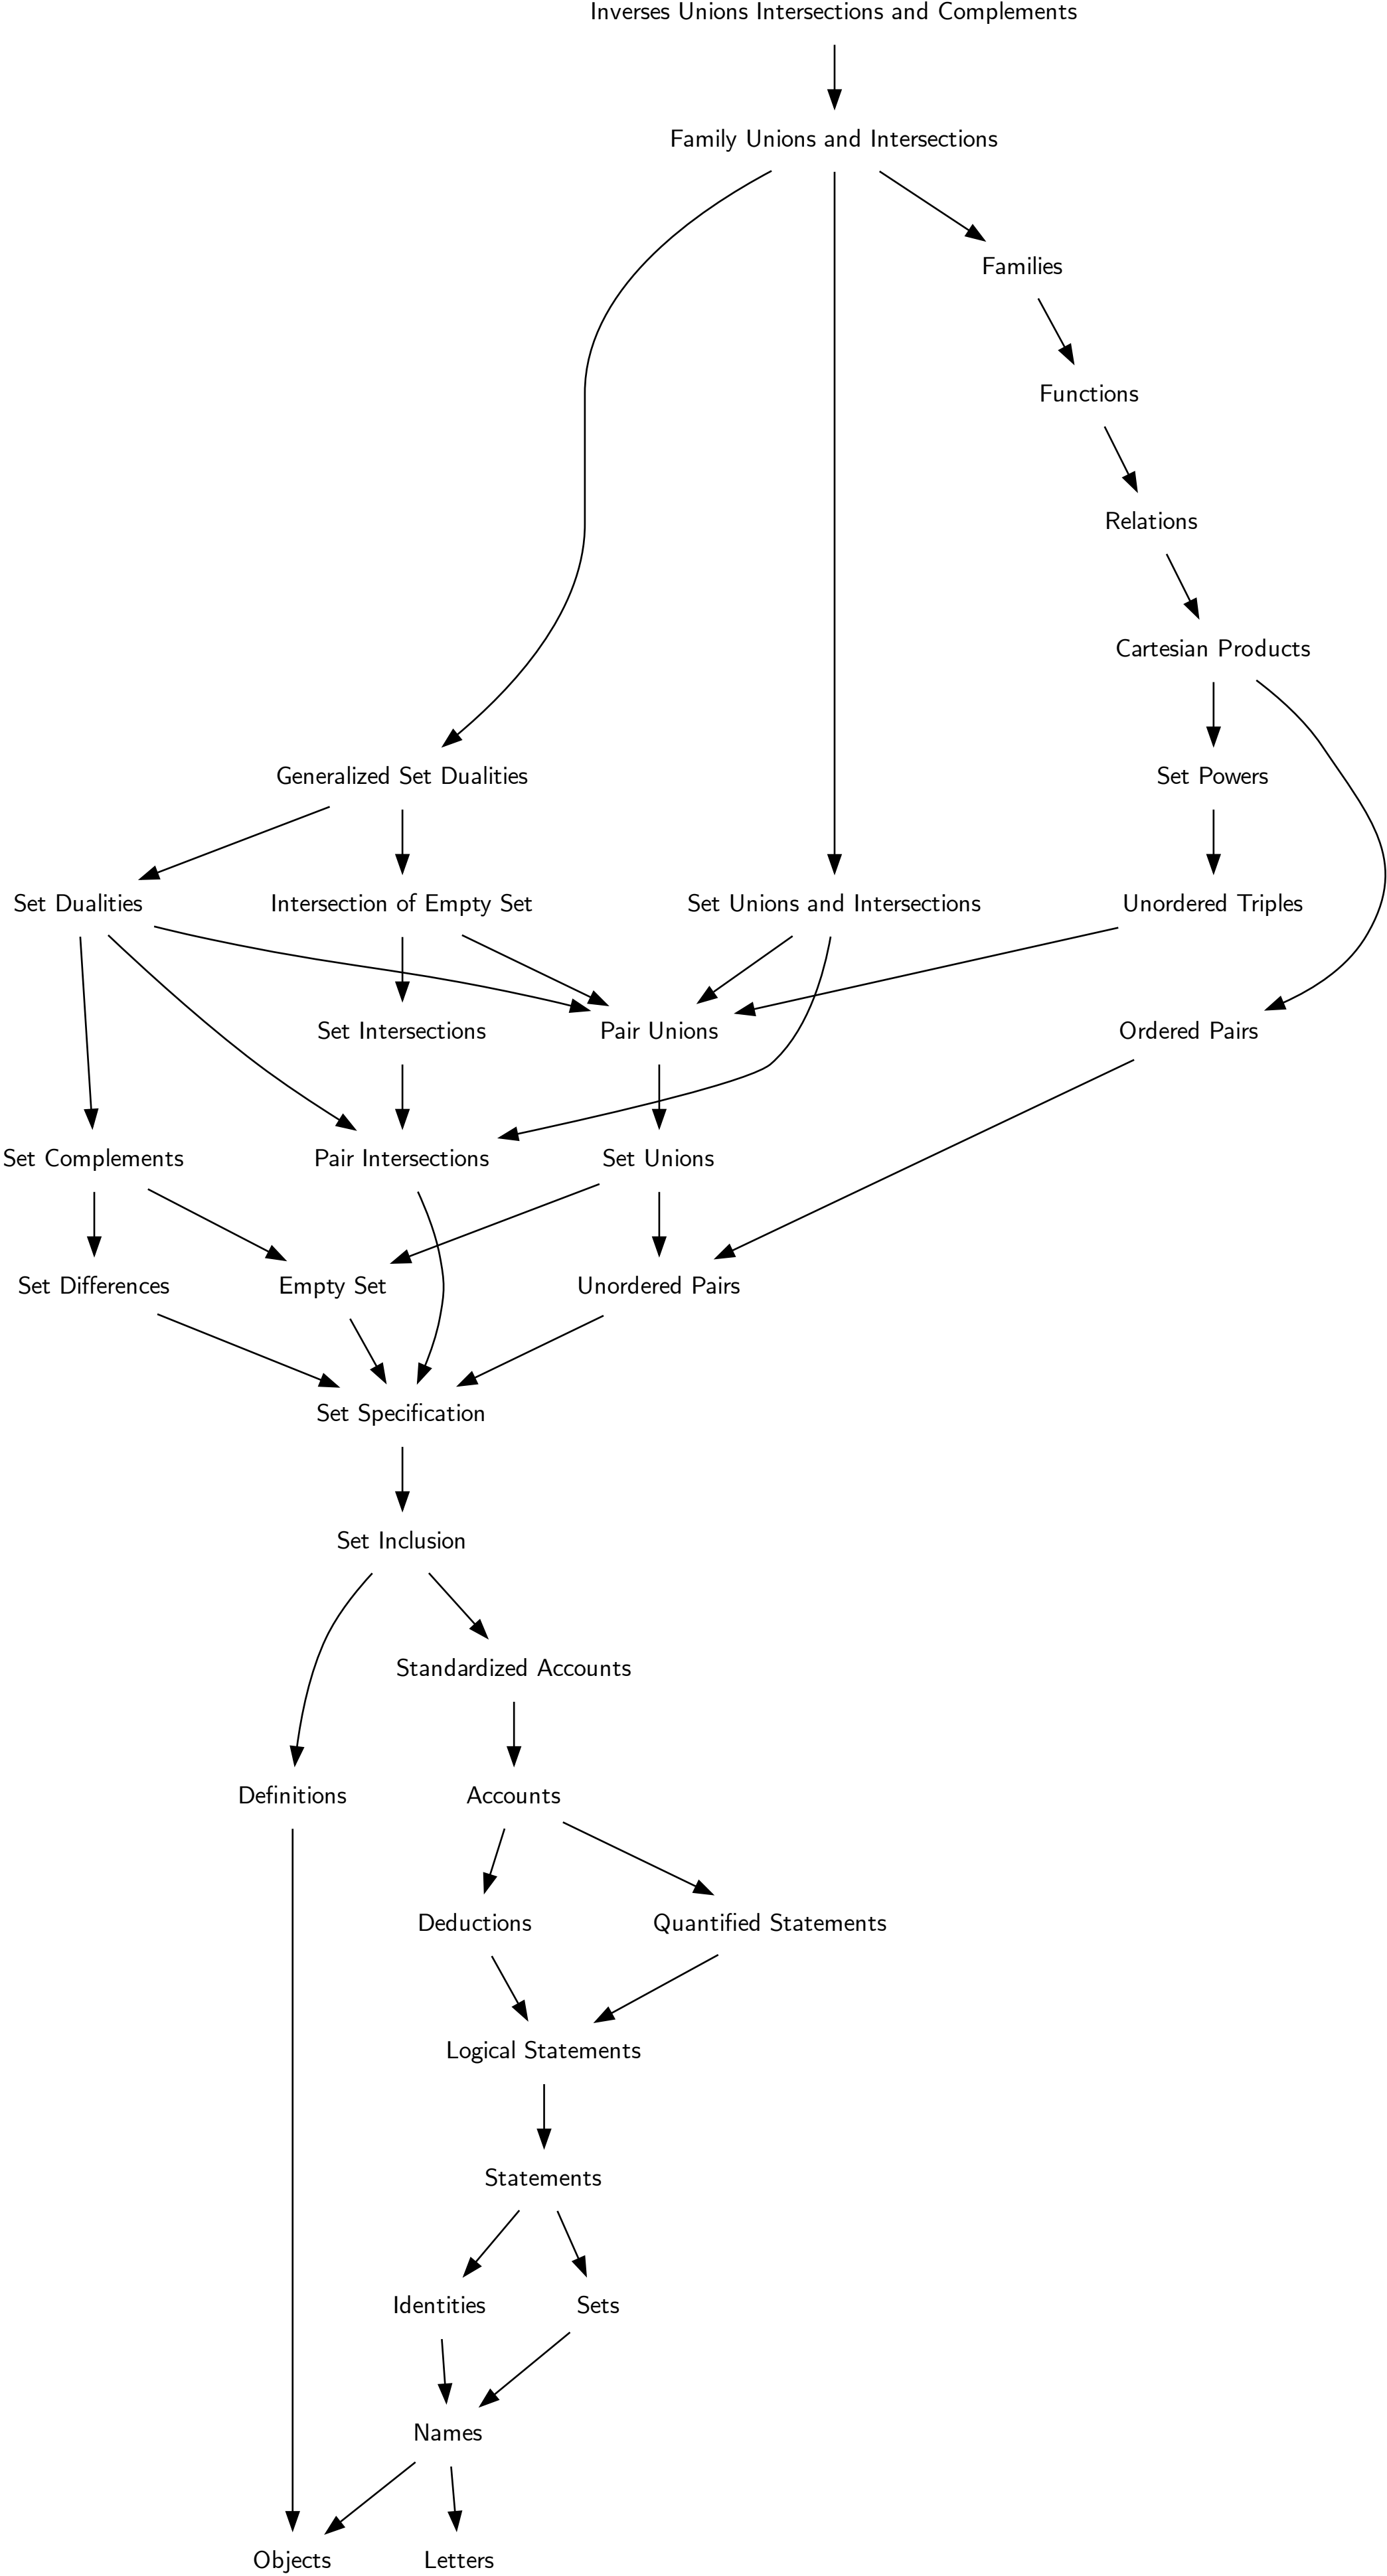 Inverses Unions Intersections and Complements
Family Unions and Intersections
Families
Functions
Relations
Cartesian Products
Generalized Set Dualities
Set Powers
Set Dualities
Intersection of Empty Set
Set Unions and Intersections
Unordered Triples
Set Intersections
Pair Unions
Ordered Pairs
Set Complements
Pair Intersections
Set Unions
Set Differences
Empty Set
Unordered Pairs
Set Specification
Set Inclusion
Standardized Accounts
Definitions
Accounts
Deductions
Quantified Statements
Logical Statements
Statements
Identities
Sets
Names
Objects
Letters